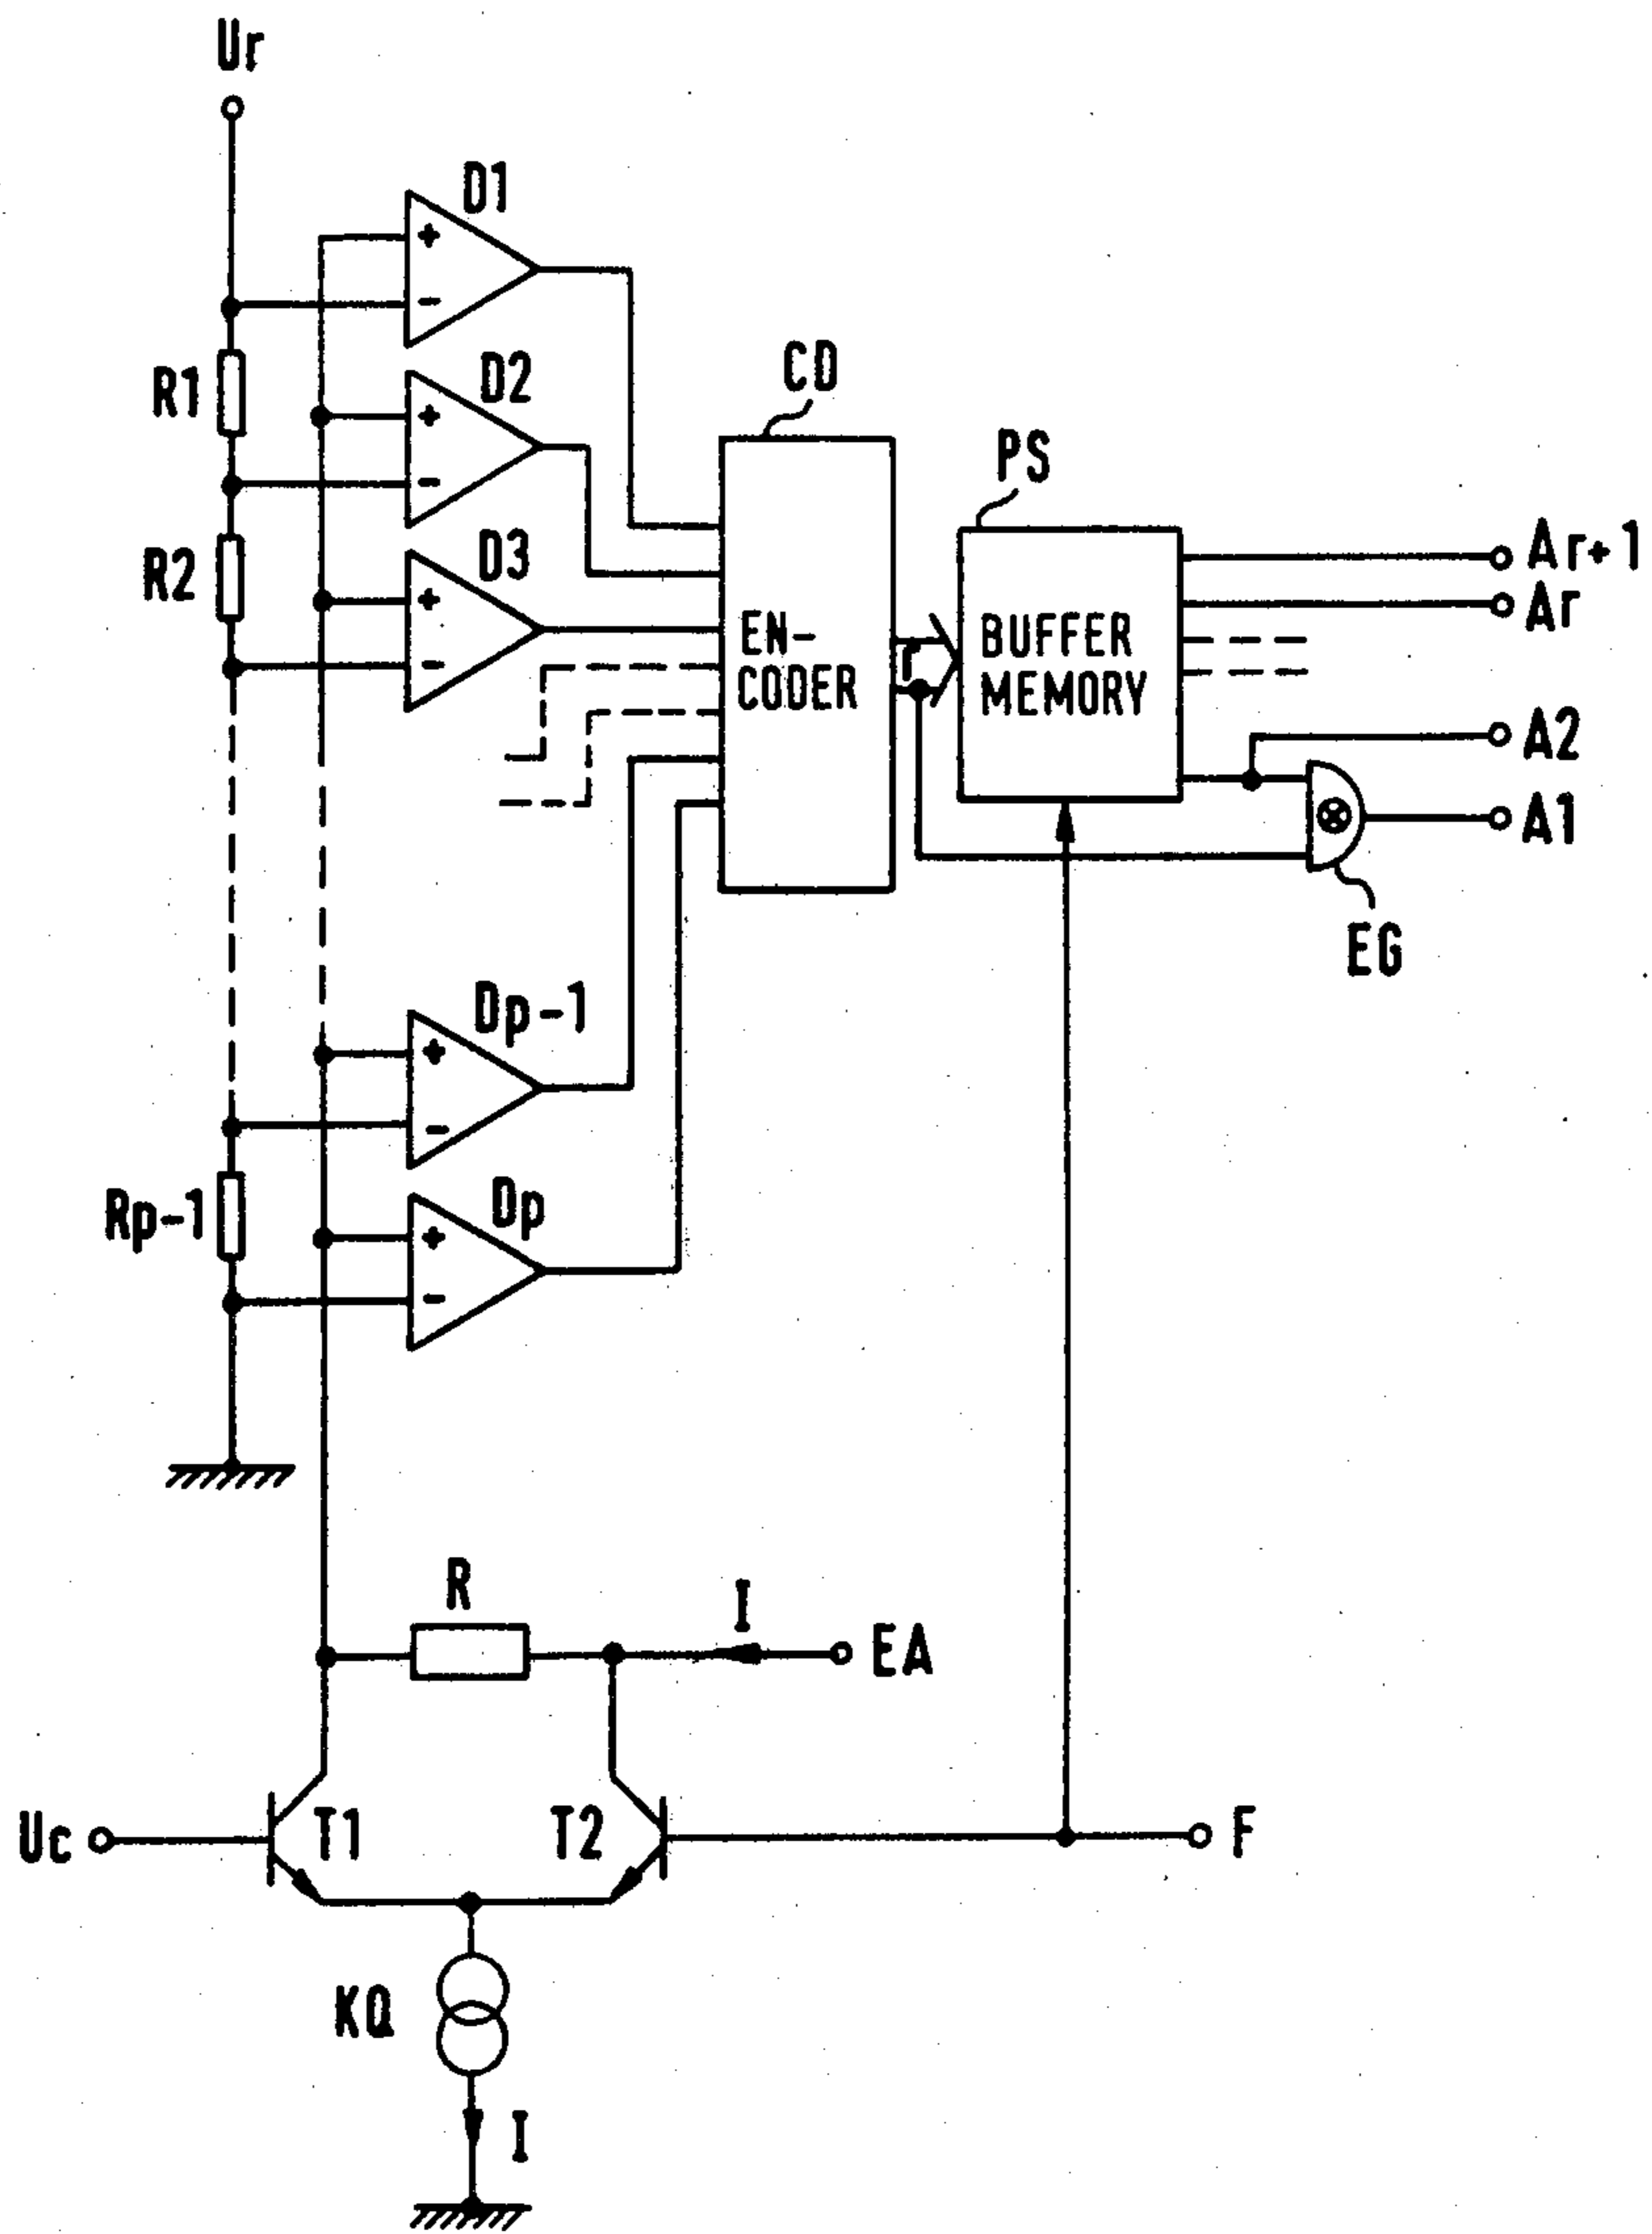 Ur
D1
+
-
D2
R1
+
-
CD
D3
R2
+
-
PS
EN-
CODER
r
BUFFER
MEMORY
Ar+1
Ar
A2
A1
EG
Dp-1
+
-
Rp-1
Dp
+
-
R
I
EA
Uc
T1
T2
F
KQ
I